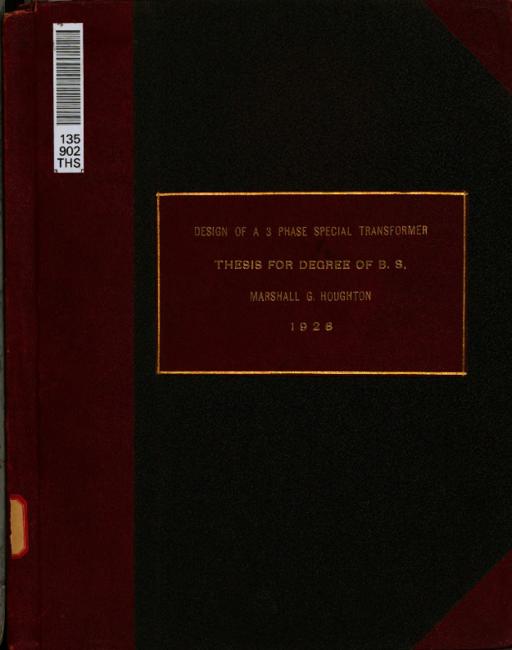 135
902
THS
DESIGN OF A 3 PHASE SPECIAL TRANSFORMER
THESIS FOR DEGREE OF B. S.
MARSHALL G. HOUGHTON
1928